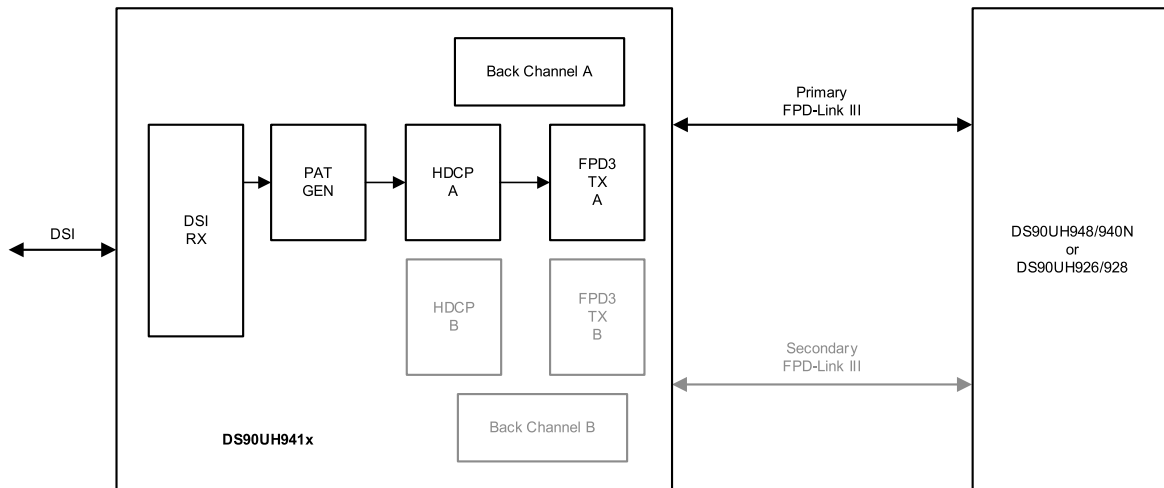 Back Channel A
Primary
FPD-Link III
PAT
GEN
HDCP
A
FPD3
TX
A
DSI
RX
DSI
DS90UH948/940N
or
DS90UH926/928
HDCP
B
FPD3
TX
B
Secondary
FPD-Link III
Back Channel B
DS90UH941x